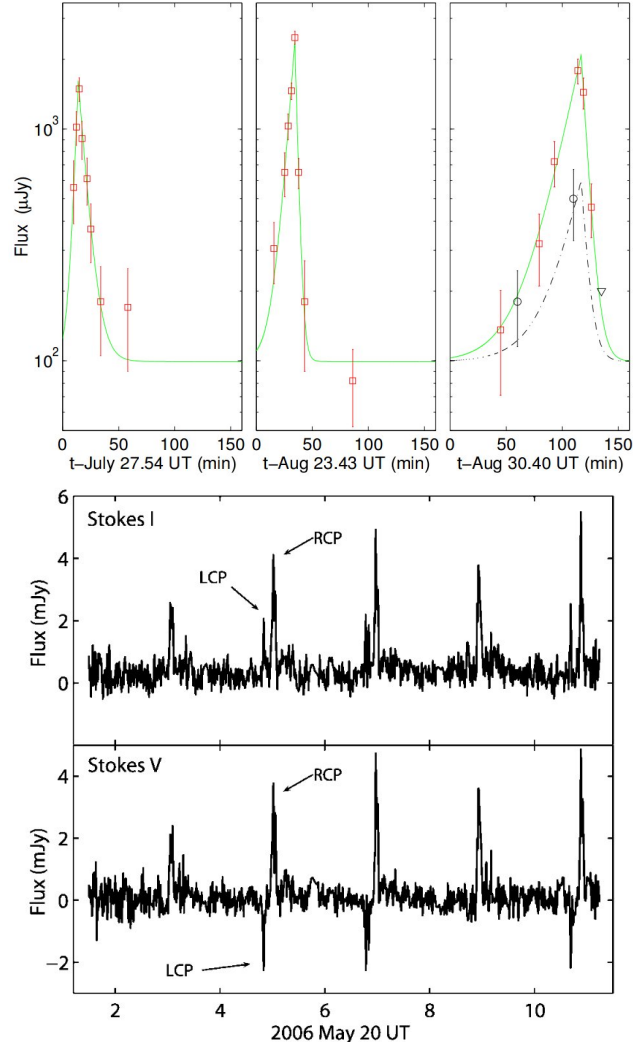 Flux (μJy)
10³
10²
0 50 100 150
0 50 100 150
0 50 100 150
t–July 27.54 UT (min)
t–Aug 23.43 UT (min)
t–Aug 30.40 UT (min)
Stokes I
RCP
LCP
Flux (mJy)
6
4
2
0
Stokes V
RCP
LCP
Flux (mJy)
4
2
0
−2
2 4 6 8 10
2006 May 20 UT